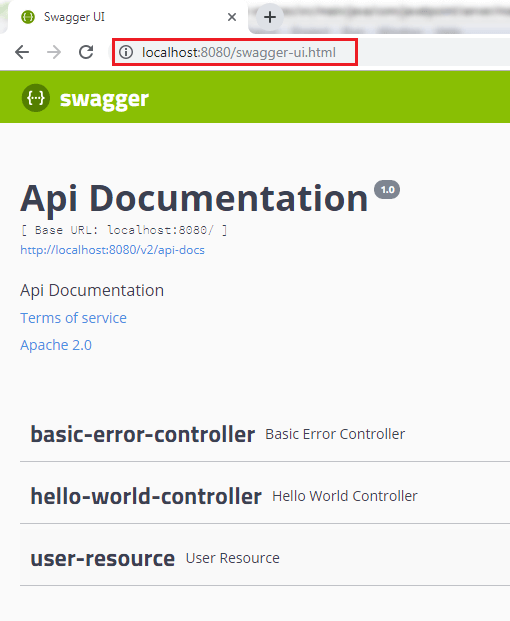 Swagger UI
localhost:8080/swagger-ui.html
{··} swagger
Api Documentation 1.0
[ Base URL: localhost:8080/ ]
http://localhost:8080/v2/api-docs
Api Documentation
Terms of service
Apache 2.0
basic-error-controller Basic Error Controller
hello-world-controller Hello World Controller
user-resource User Resource